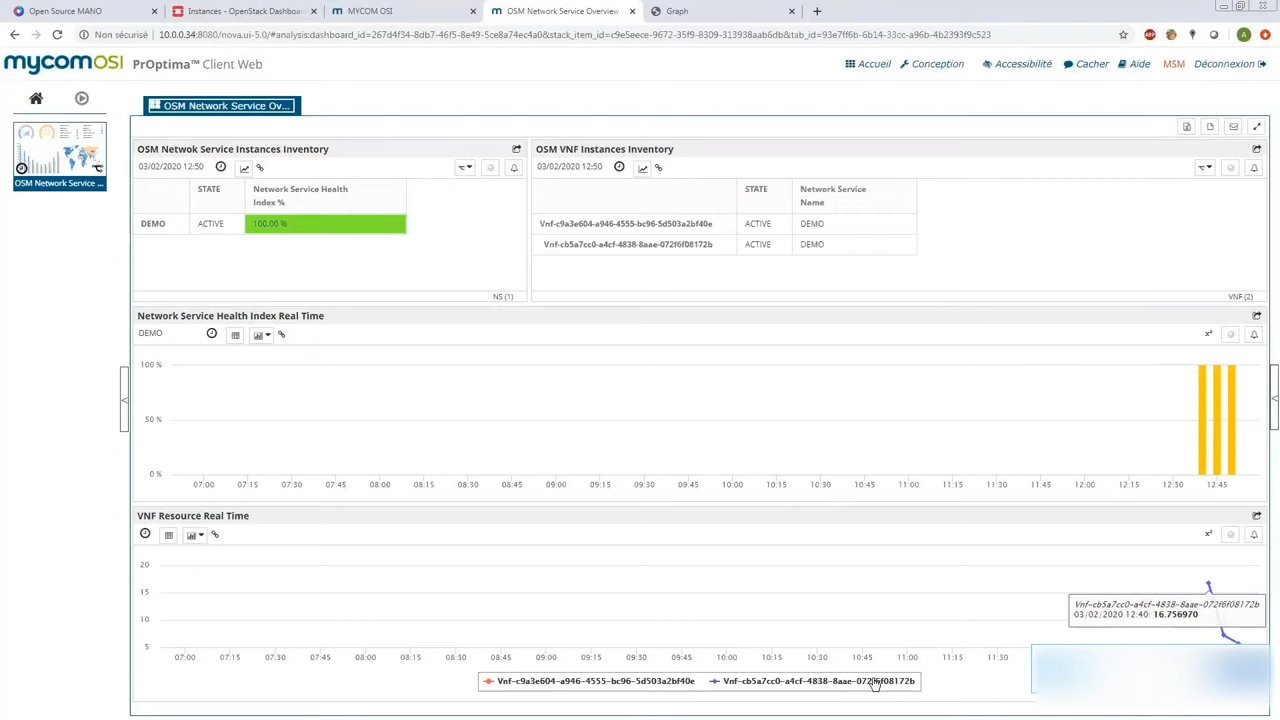 Open Source MANO
Instances - OpenStack Dashboa
MYCOM OSI
OSM Network Service Overview
Graph
Non sécurisé
10.0.0.34:8080/nova.ui-5.0/#analysis:dashboard_id=267d4f34-8db7-46f5-8e49-5ce8a74ec4a0&stack_item_id=c9e5eece-9672-35f9-8309-313938aab6db&tab_id=93e7ff6b-6b14-33cc-a96b-4b2393f9c523
mycomosi
PrOptima™ Client Web
Accueil
Conception
Accessibilité
Cacher
Aide
MSM
Déconnexion
OSM Network Service ...
OSM Network Service Ov...
OSM Netwok Service Instances Inventory
03/02/2020 12:50
STATE
Network Service Health
Index %
DEMO
ACTIVE
100.00 %
NS (1)
OSM VNF Instances Inventory
03/02/2020 12:50
STATE
Network Service
Name
Vnf-c9a3e604-a946-4555-bc96-5d503a2bf40e
ACTIVE
DEMO
Vnf-cb5a7cc0-a4cf-4838-8aae-072f6f08172b
ACTIVE
DEMO
VNF (2)
Network Service Health Index Real Time
DEMO
x²
100 %
50 %
0 %
07:00 07:15 07:30 07:45 08:00 08:15 08:30 08:45 09:00 09:15 09:30 09:45 10:00 10:15 10:30 10:45 11:00 11:15 11:30 11:45 12:00 12:15 12:30 12:45
VNF Resource Real Time
x²
20
15
10
5
Vnf-cb5a7cc0-a4cf-4838-8aae-072f6f08172b
03/02/2020 12:40: 16.756970
07:00 07:15 07:30 07:45 08:00 08:15 08:30 08:45 09:00 09:15 09:30 09:45 10:00 10:15 10:30 10:45 11:00 11:15 11:30
Vnf-c9a3e604-a946-4555-bc96-5d503a2bf40e
Vnf-cb5a7cc0-a4cf-4838-8aae-072f6f08172b